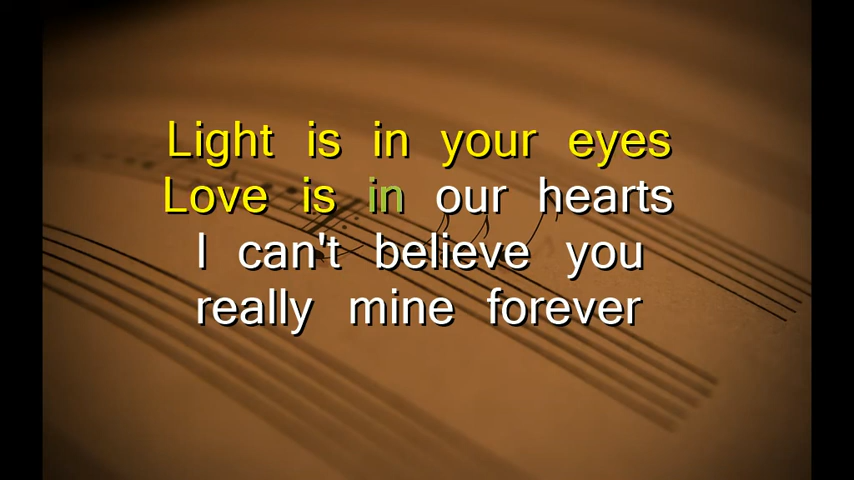 Light is in your eyes
Love is in our hearts
I can't believe you
really mine forever